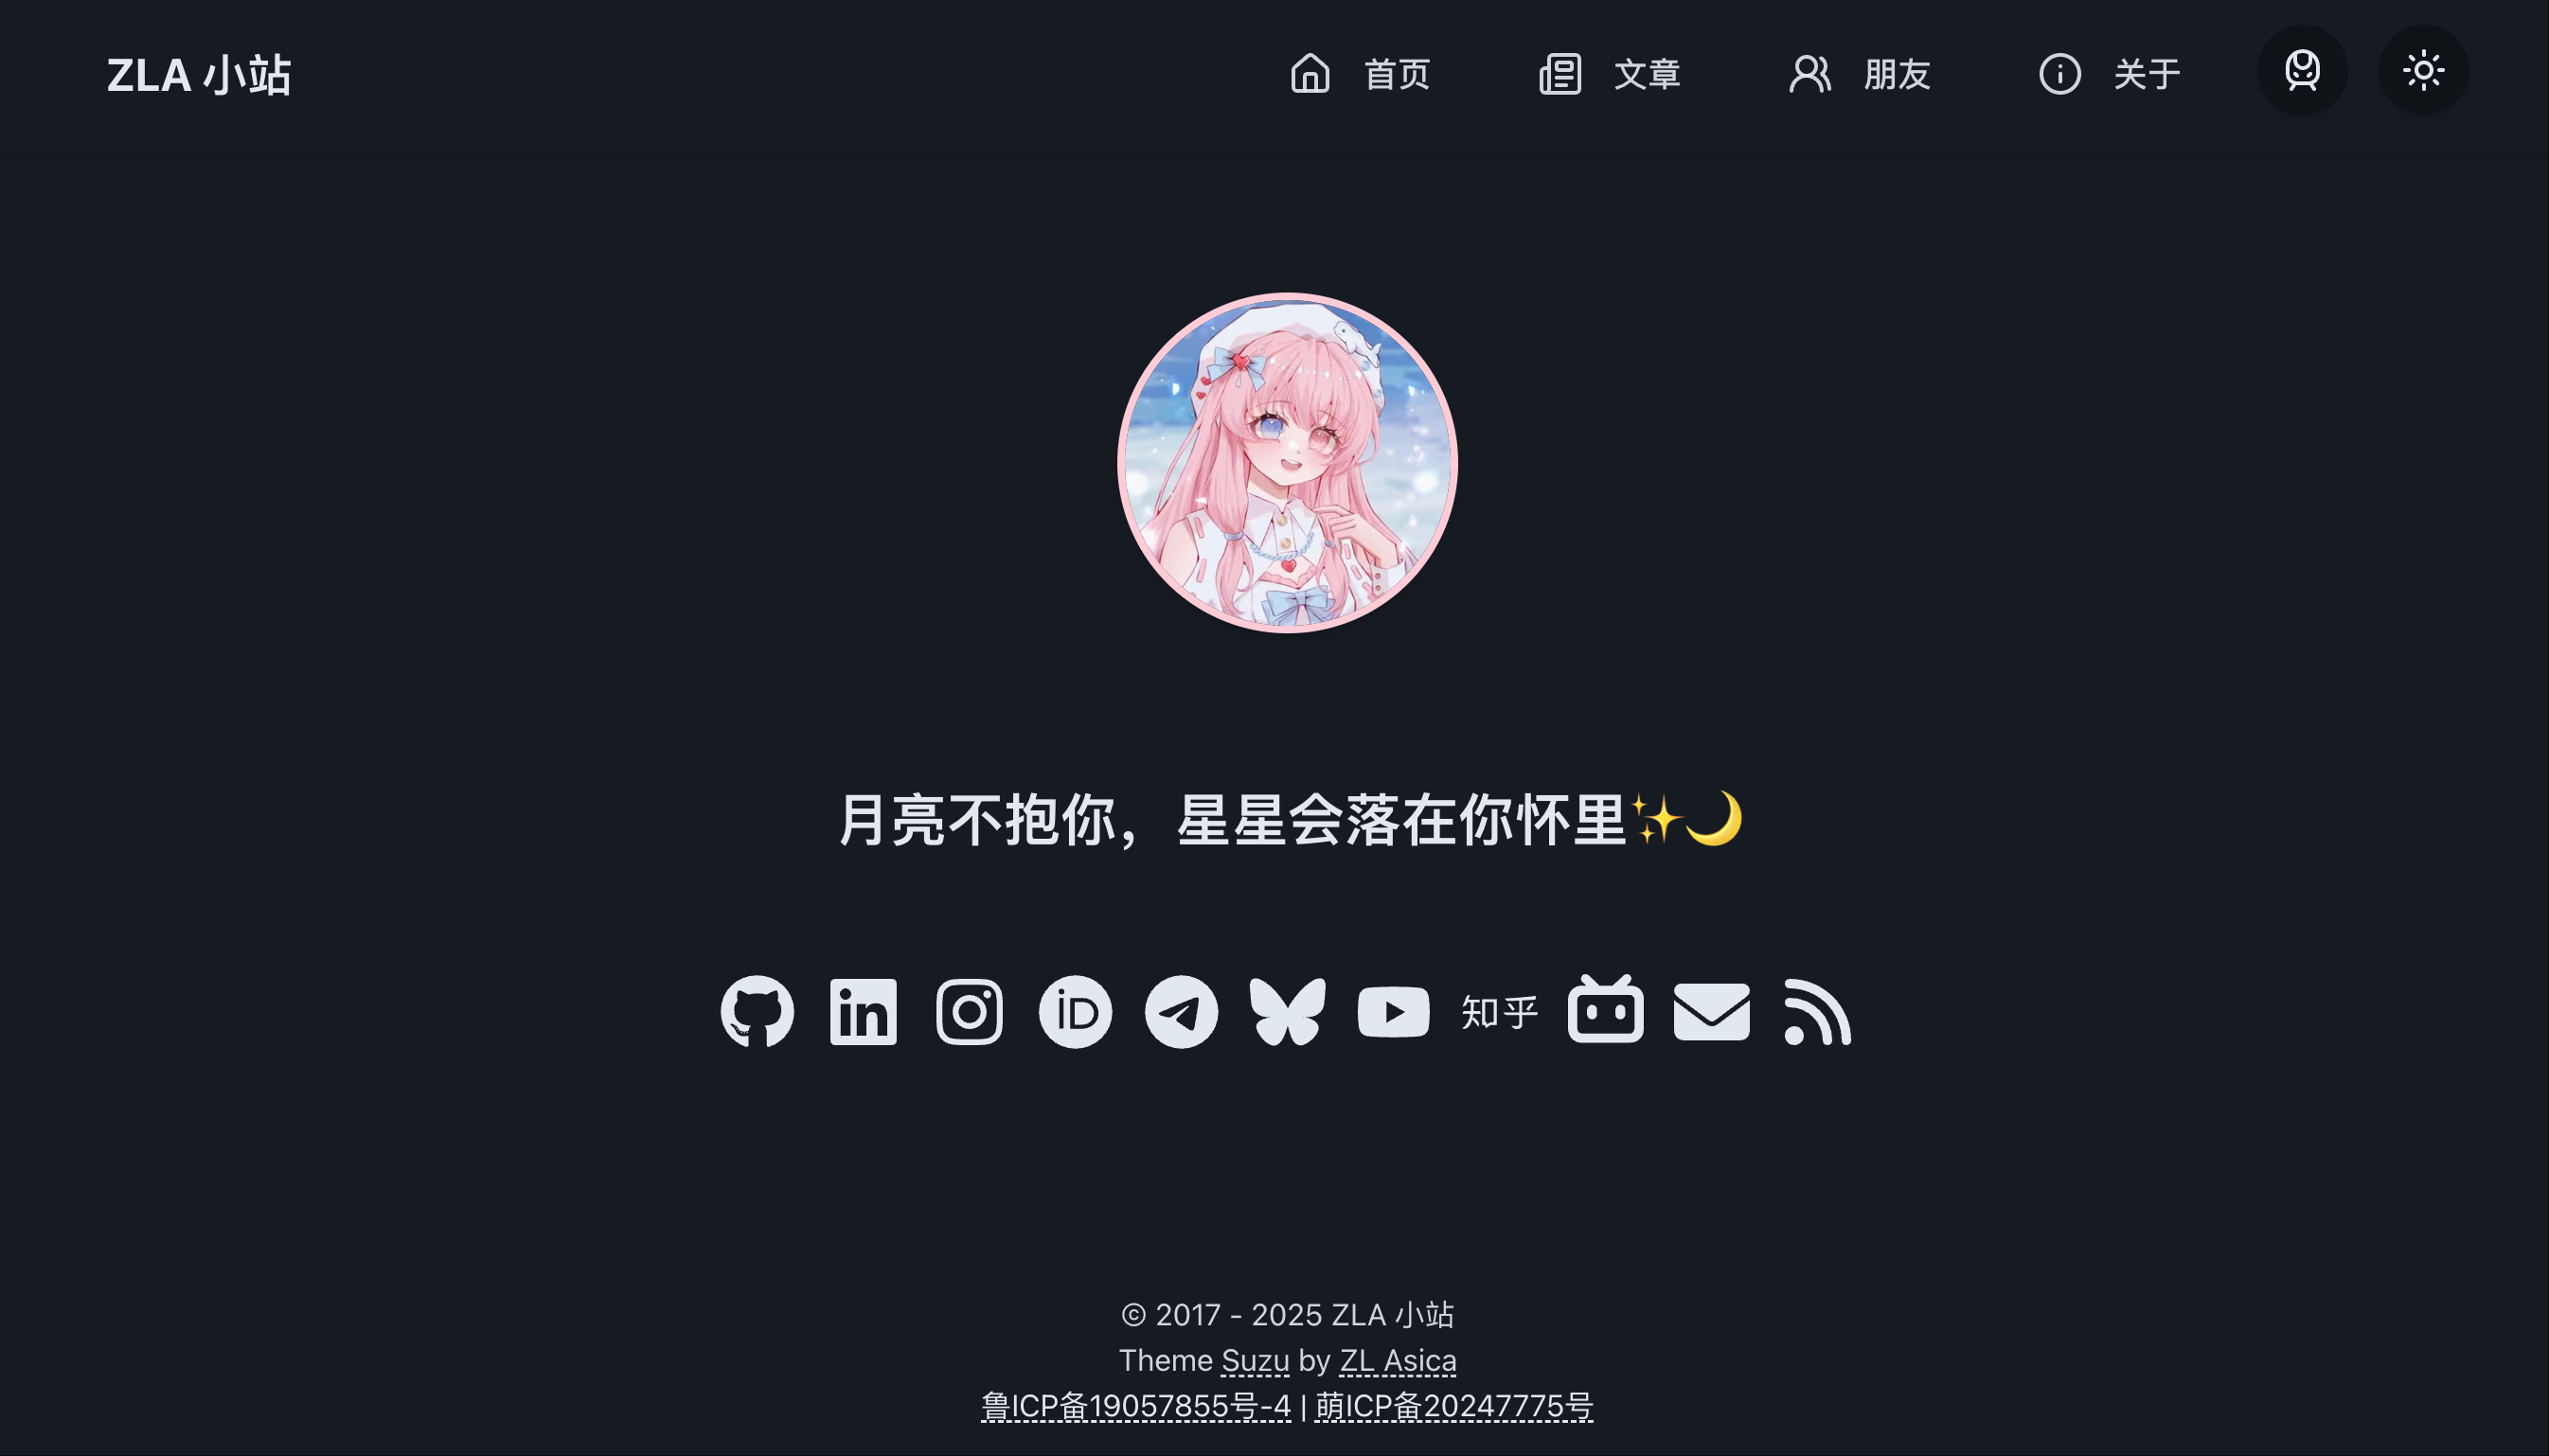 ZLA 小站
首页
文章
朋友
关于
月亮不抱你，星星会落在你怀里✨🌙
in
iD
知乎
© 2017 - 2025 ZLA 小站
Theme Suzu by ZL Asica
鲁ICP备19057855号-4 | 萌ICP备20247775号